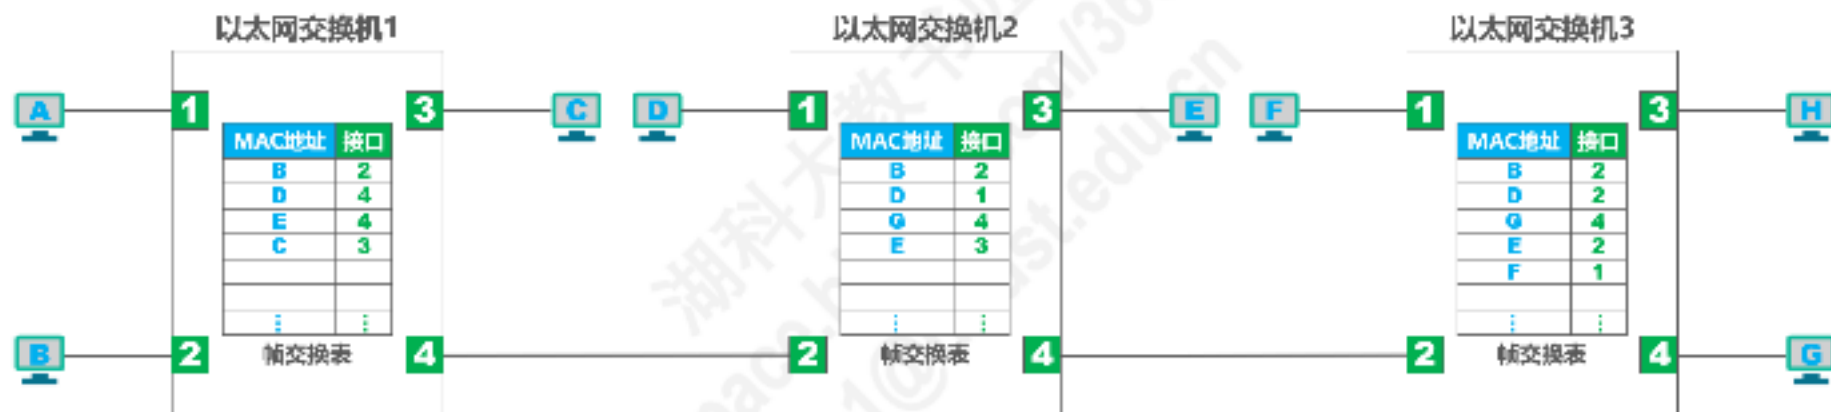 以太网交换机1
以太网交换机2
以太网交换机3
A 1 3 C D 1 3 E F 1 3 H
MAC地址 接口
B 2
D 4
E 4
C 3
⋮ ⋮
帧交换表
MAC地址 接口
B 2
D 1
G 4
E 3
⋮ ⋮
帧交换表
MAC地址 接口
B 2
D 2
G 4
E 2
F 1
⋮ ⋮
帧交换表
B 2 4 2 4 2 4 G